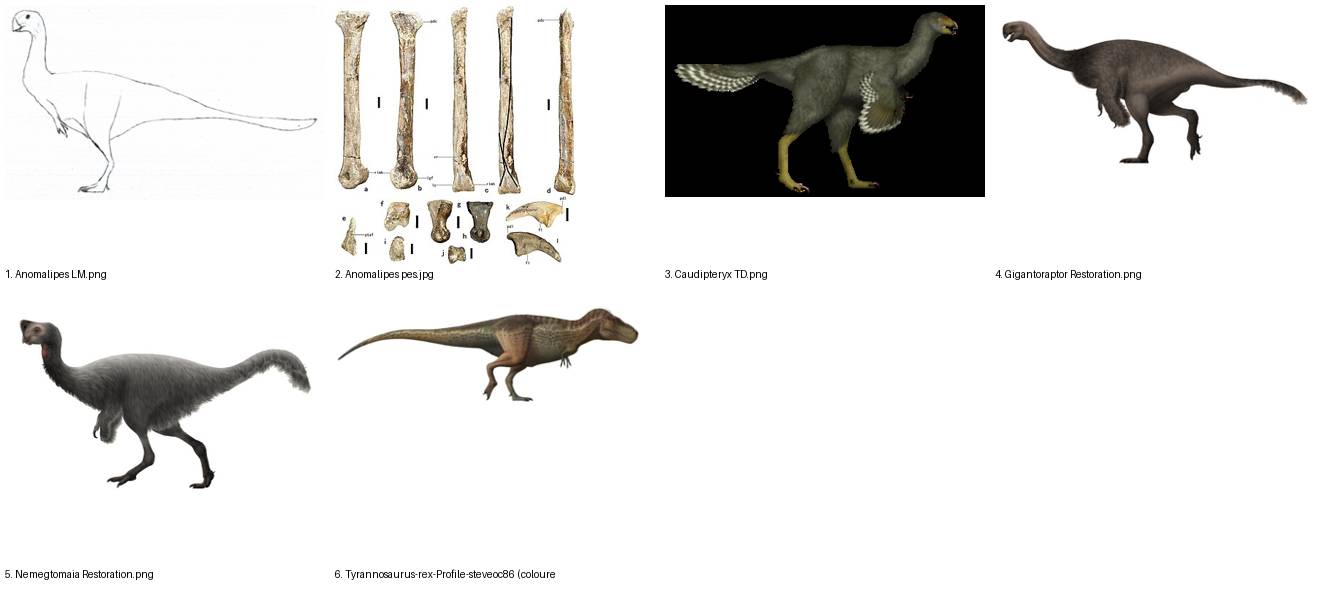 1. Anomalipes LM.png
2. Anomalipes pes.jpg
3. Caudipteryx TD.png
4. Gigantoraptor Restoration.png
5. Nemegtomaia Restoration.png
6. Tyrannosaurus-rex-Profile-steveoc86 (coloure
a
b
c
d
e
f
g
h
i
j
k
l